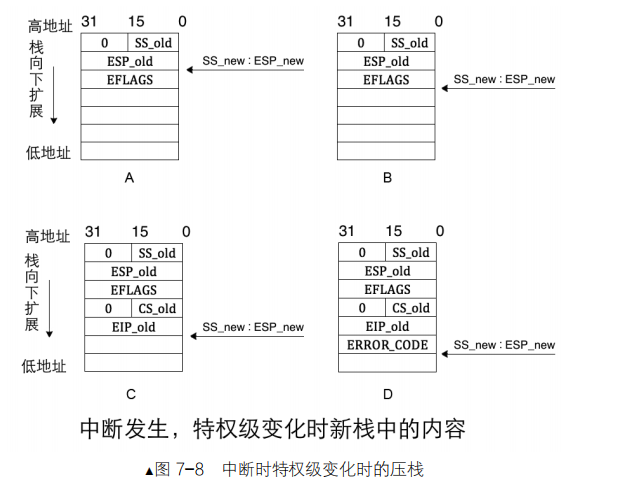 高地址 31 15 0 31 15 0
栈向下扩展
0 SS_old
ESP_old
EFLAGS
SS_new : ESP_new
低地址
A
0 SS_old
ESP_old
EFLAGS
SS_new : ESP_new
B
高地址 31 15 0 31 15 0
栈向下扩展
0 SS_old
ESP_old
EFLAGS
0 CS_old
EIP_old
SS_new : ESP_new
低地址
C
0 SS_old
ESP_old
EFLAGS
0 CS_old
EIP_old
ERROR_CODE
SS_new : ESP_new
D
中断发生，特权级变化时新栈中的内容
▲图 7-8 中断时特权级变化时的压栈